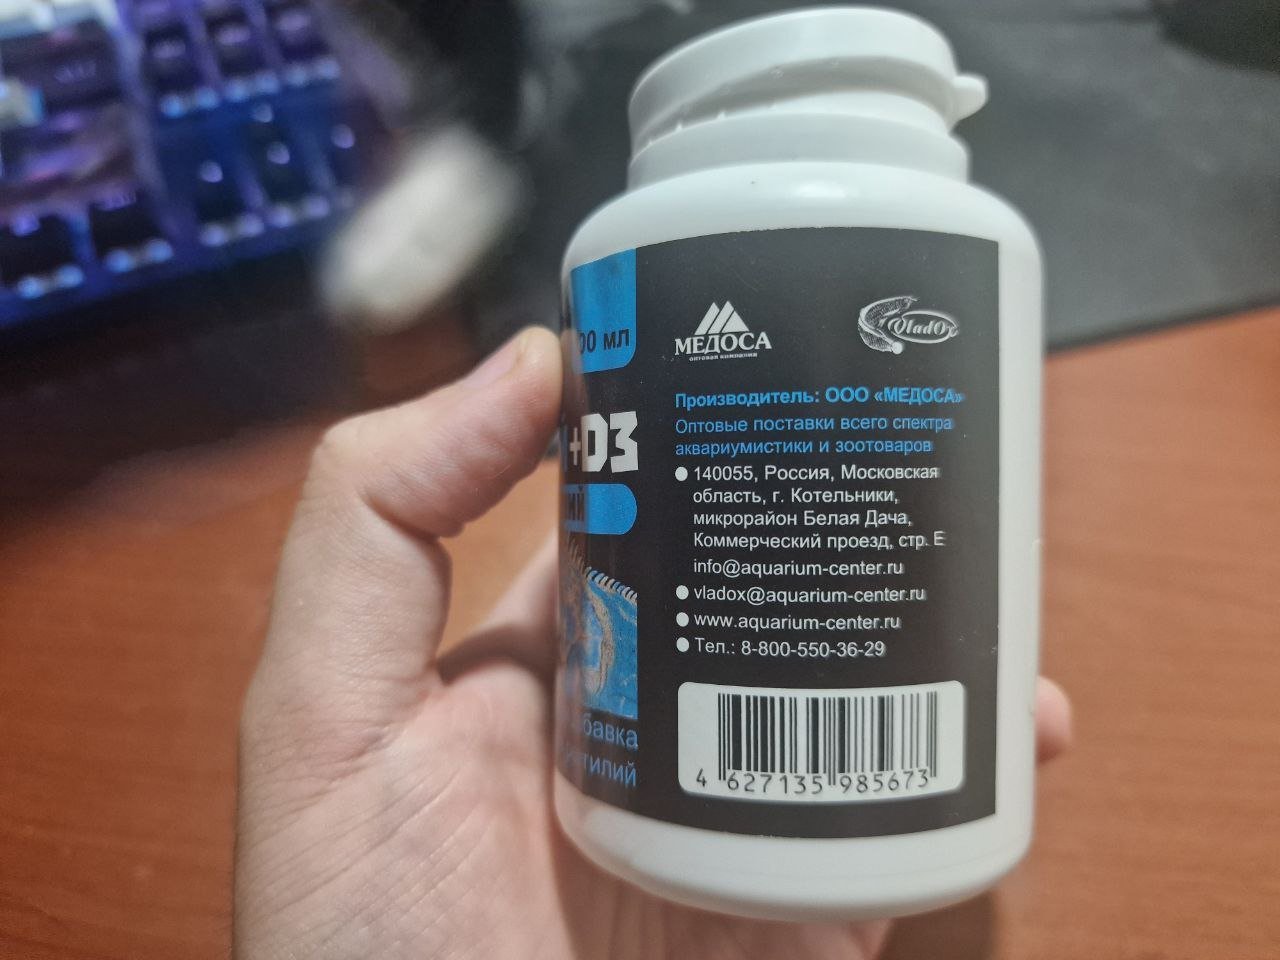 МЕДОСА
оптовая компания
VladOx
Производитель: ООО «МЕДОСА»
Оптовые поставки всего спектра
аквариумистики и зоотоваров
140055, Россия, Московская
область, г. Котельники,
микрорайон Белая Дача,
Коммерческий проезд, стр. Е
info@aquarium-center.ru
vladox@aquarium-center.ru
www.aquarium-center.ru
Тел.: 8-800-550-36-29
4 627135 985673
00 мл
+D3